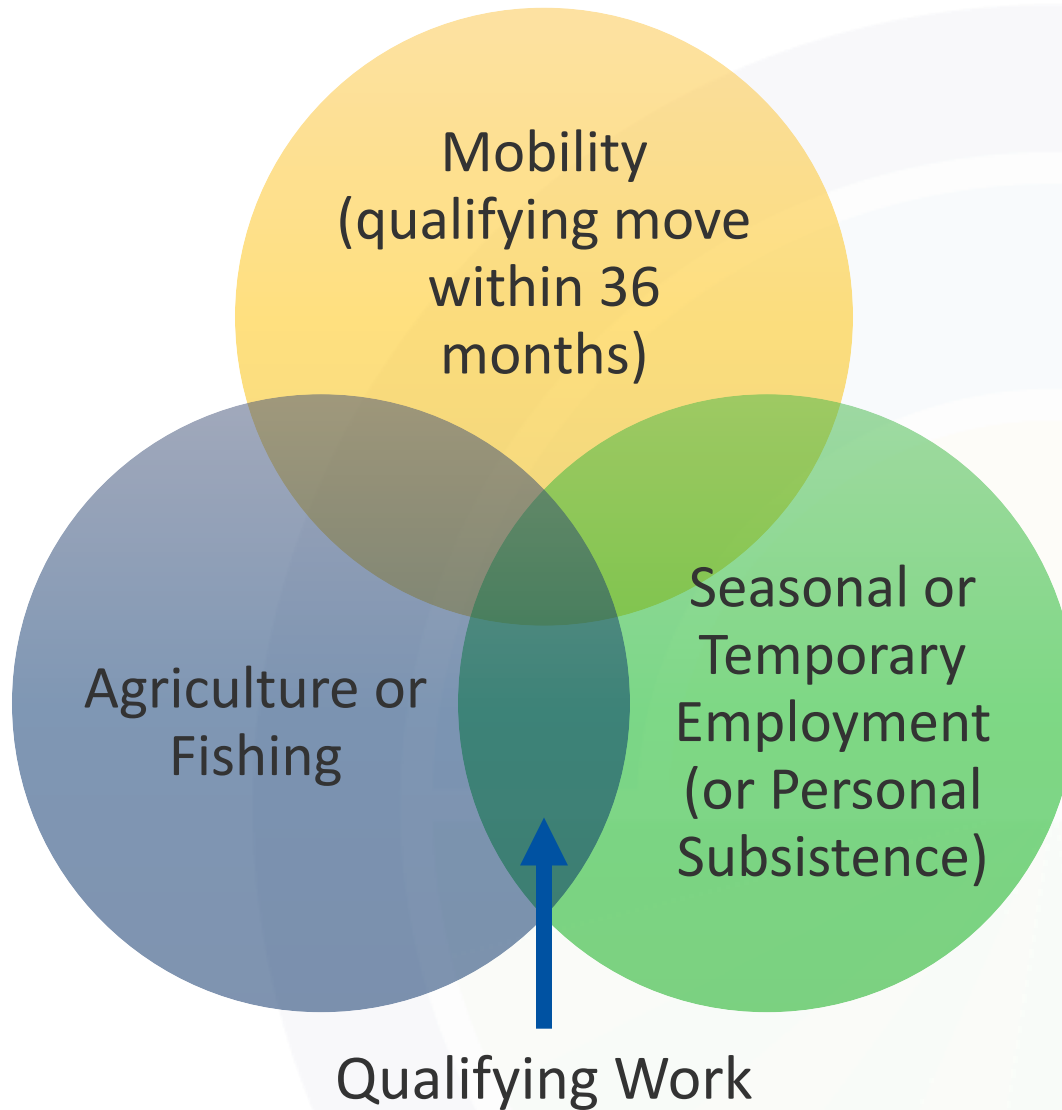 Mobility
(qualifying move
within 36
months)
Agriculture or
Fishing
Seasonal or
Temporary
Employment
(or Personal
Subsistence)
Qualifying Work